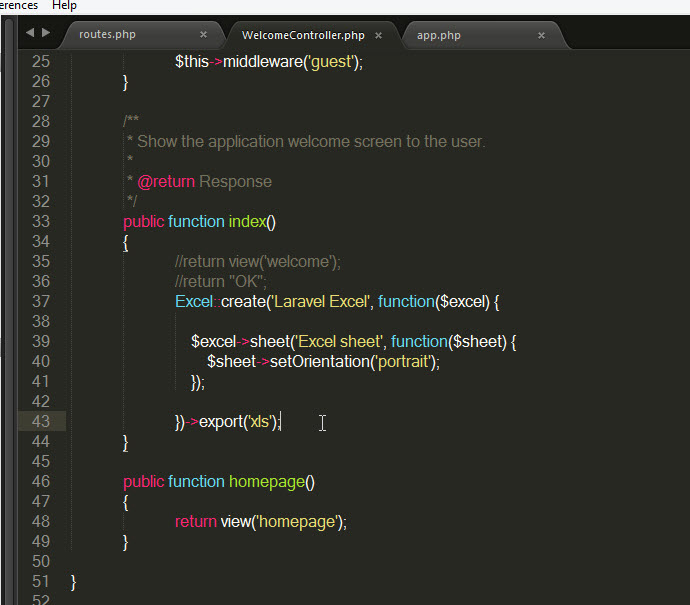 erences Help
routes.php × WelcomeController.php × app.php ×
25 $this->middleware('guest');
26 }
27
28 /**
29 * Show the application welcome screen to the user.
30 *
31 * @return Response
32 */
33 public function index()
34 {
35 //return view('welcome');
36 //return "OK";
37 Excel::create('Laravel Excel', function($excel) {
38
39 $excel->sheet('Excel sheet', function($sheet) {
40 $sheet->setOrientation('portrait');
41 });
42
43 })->export('xls');
44 }
45
46 public function homepage()
47 {
48 return view('homepage');
49 }
50
51 }
52